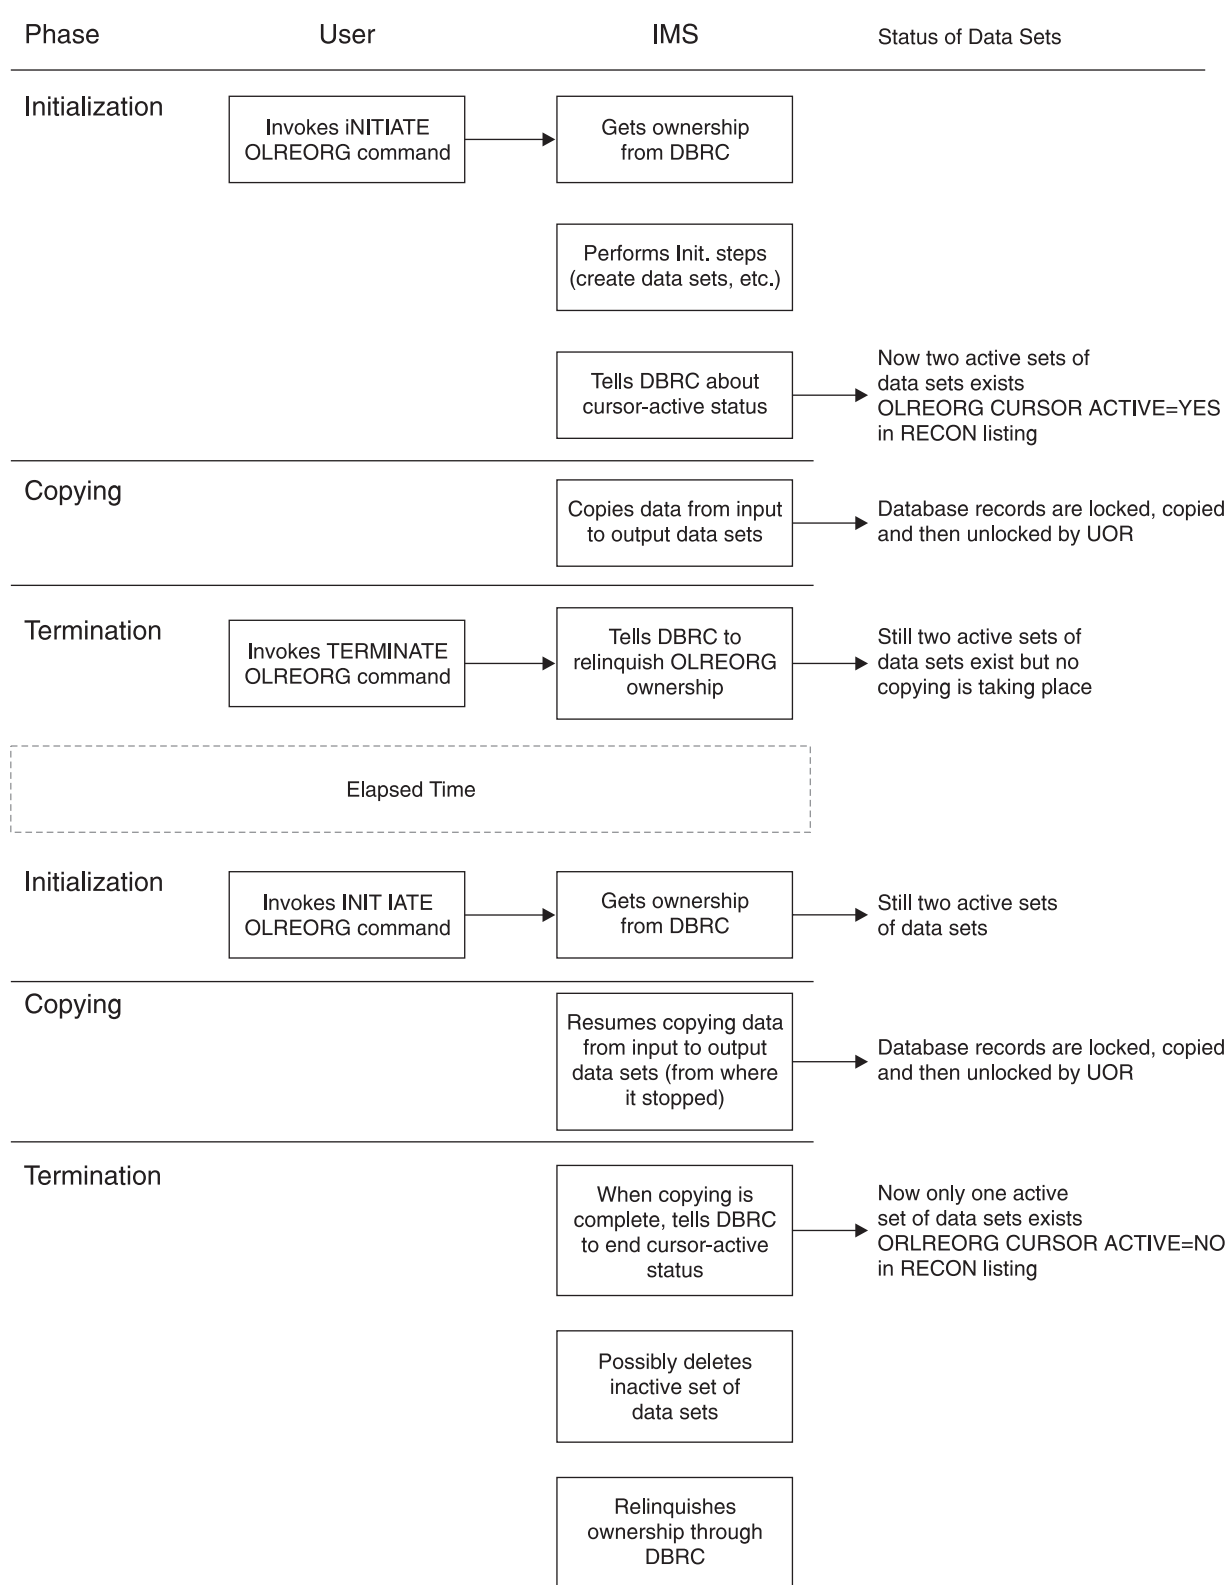 Phase
User
IMS
Status of Data Sets
Initialization
Invokes iNITIATE
OLREORG command
Gets ownership
from DBRC
Performs Init. steps
(create data sets, etc.)
Tells DBRC about
cursor-active status
Now two active sets of
data sets exists
OLREORG CURSOR ACTIVE=YES
in RECON listing
Copying
Copies data from input
to output data sets
Database records are locked, copied
and then unlocked by UOR
Termination
Invokes TERMINATE
OLREORG command
Tells DBRC to
relinquish OLREORG
ownership
Still two active sets of
data sets exist but no
copying is taking place
Elapsed Time
Initialization
Invokes INIT IATE
OLREORG command
Gets ownership
from DBRC
Still two active sets
of data sets
Copying
Resumes copying data
from input to output
data sets (from where
it stopped)
Database records are locked, copied
and then unlocked by UOR
Termination
When copying is
complete, tells DBRC
to end cursor-active
status
Now only one active
set of data sets exists
ORLREORG CURSOR ACTIVE=NO
in RECON listing
Possibly deletes
inactive set of
data sets
Relinquishes
ownership through
DBRC